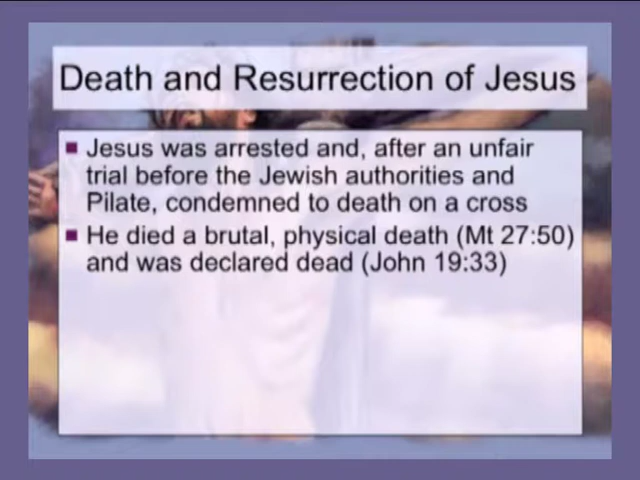 Death and Resurrection of Jesus
■ Jesus was arrested and, after an unfair
trial before the Jewish authorities and
Pilate, condemned to death on a cross
■ He died a brutal, physical death (Mt 27:50)
and was declared dead (John 19:33)